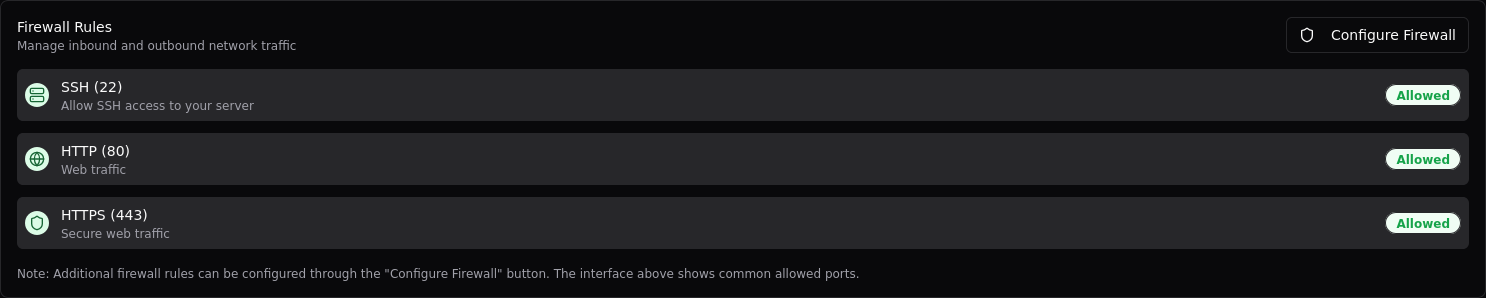 Firewall Rules
Manage inbound and outbound network traffic
Configure Firewall
SSH (22)
Allow SSH access to your server
Allowed
HTTP (80)
Web traffic
Allowed
HTTPS (443)
Secure web traffic
Allowed
Note: Additional firewall rules can be configured through the "Configure Firewall" button. The interface above shows common allowed ports.